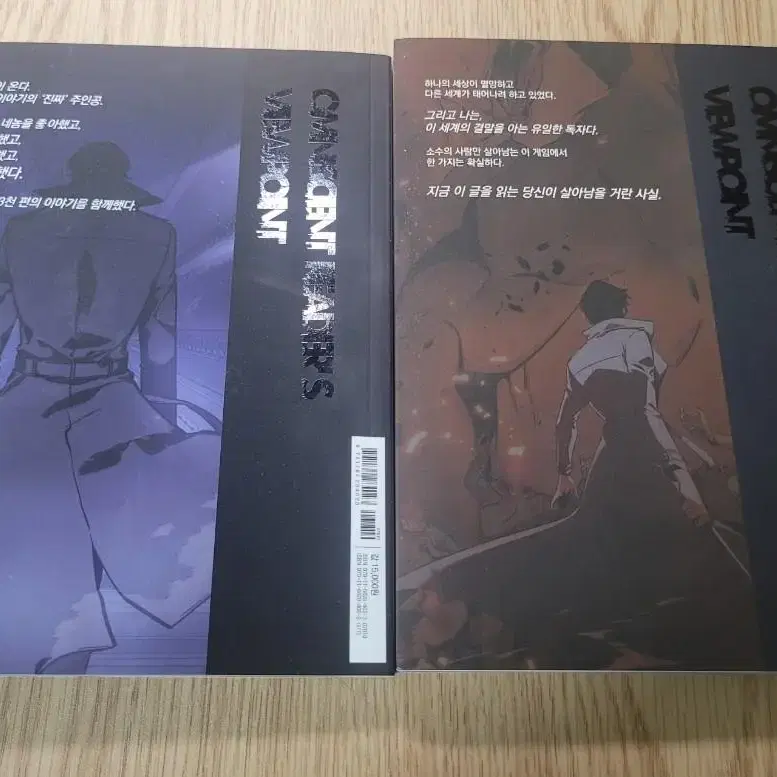 온다.
이야기의 '진짜' 주인공.
네놈을 좋아했고,
했고,
했고,
했다.
3천 편의 이야기를 함께했다.
OMNISCIENT READER'S
VIEWPOINT
값 15,000원
하나의 세상이 멸망하고
다른 세계가 태어나려 하고 있었다.
그리고 나는,
이 세계의 결말을 아는 유일한 독자다.
소수의 사람만 살아남는 이 게임에서
한 가지는 확실하다.
지금 이 글을 읽는 당신이 살아남을 거란 사실.
VIEWPOINT